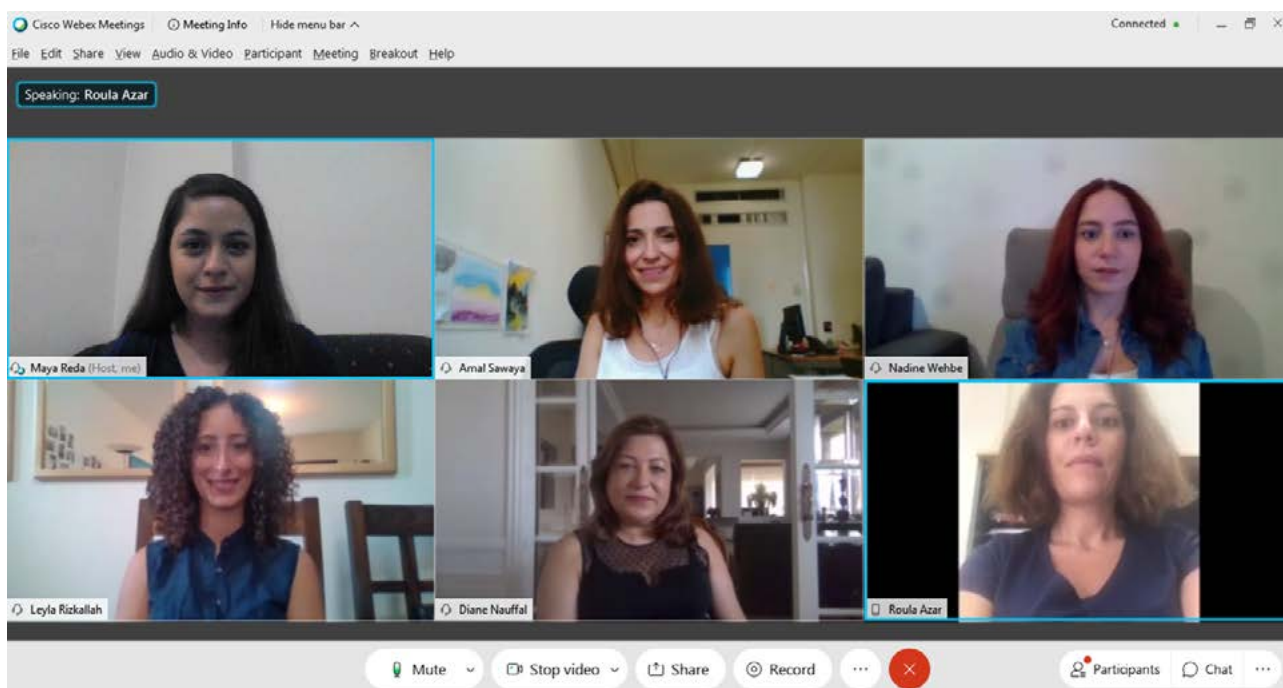 Cisco Webex Meetings Meeting Info Hide menu bar Connected
File Edit Share View Audio & Video Participant Meeting Breakout Help
Speaking: Roula Azar
Maya Reda (Host, me)
Amal Sawaya
Nadine Wehbe
Leyla Rizkallah
Diane Nauffal
Roula Azar
Mute Stop video Share Record Participants Chat